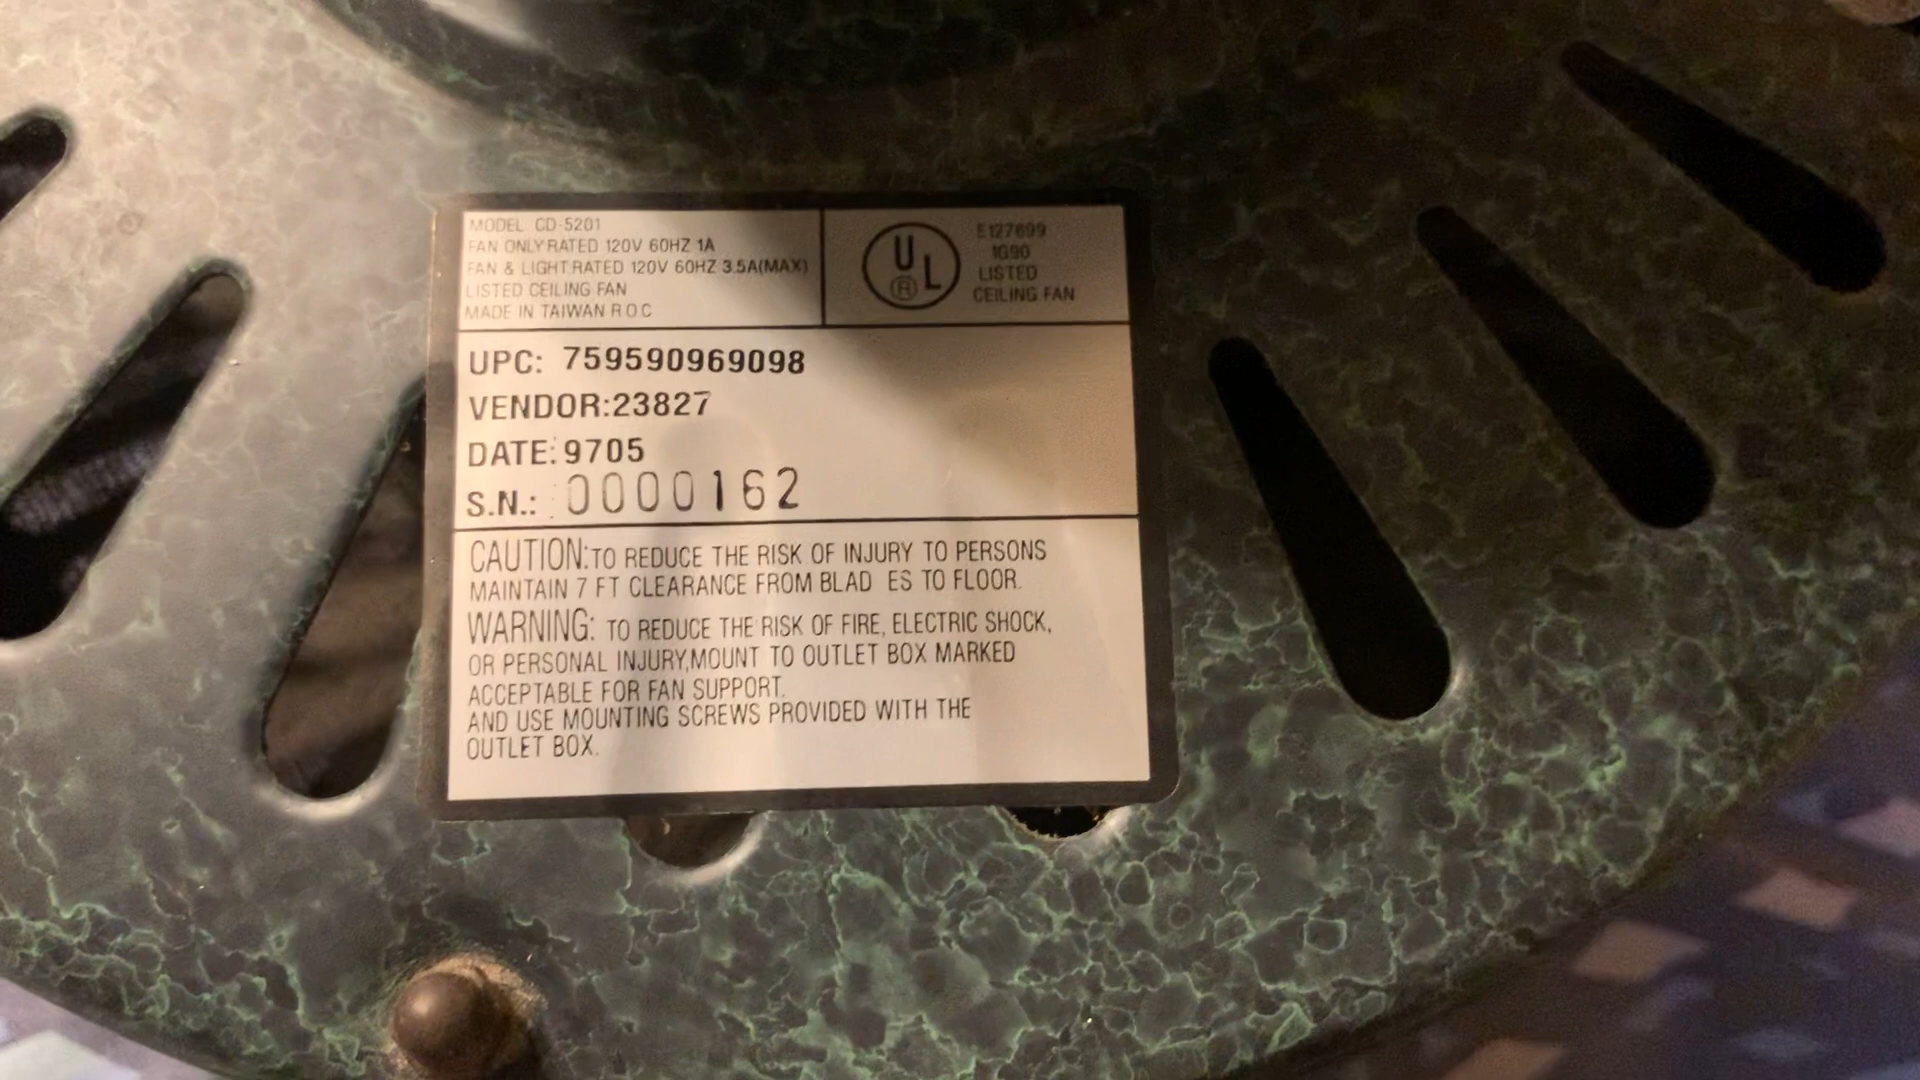 MODEL: CD-5201
FAN ONLY RATED 120V 60HZ 1A
FAN & LIGHT RATED 120V 60HZ 3.5A(MAX)
LISTED CEILING FAN
MADE IN TAIWAN R O C
UL
®
E127699
1G90
LISTED
CEILING FAN
UPC: 759590969098
VENDOR:23827
DATE: 9705
S.N.: 0000162
CAUTION:TO REDUCE THE RISK OF INJURY TO PERSONS
MAINTAIN 7 FT CLEARANCE FROM BLAD ES TO FLOOR.
WARNING: TO REDUCE THE RISK OF FIRE, ELECTRIC SHOCK,
OR PERSONAL INJURY,MOUNT TO OUTLET BOX MARKED
ACCEPTABLE FOR FAN SUPPORT.
AND USE MOUNTING SCREWS PROVIDED WITH THE
OUTLET BOX.